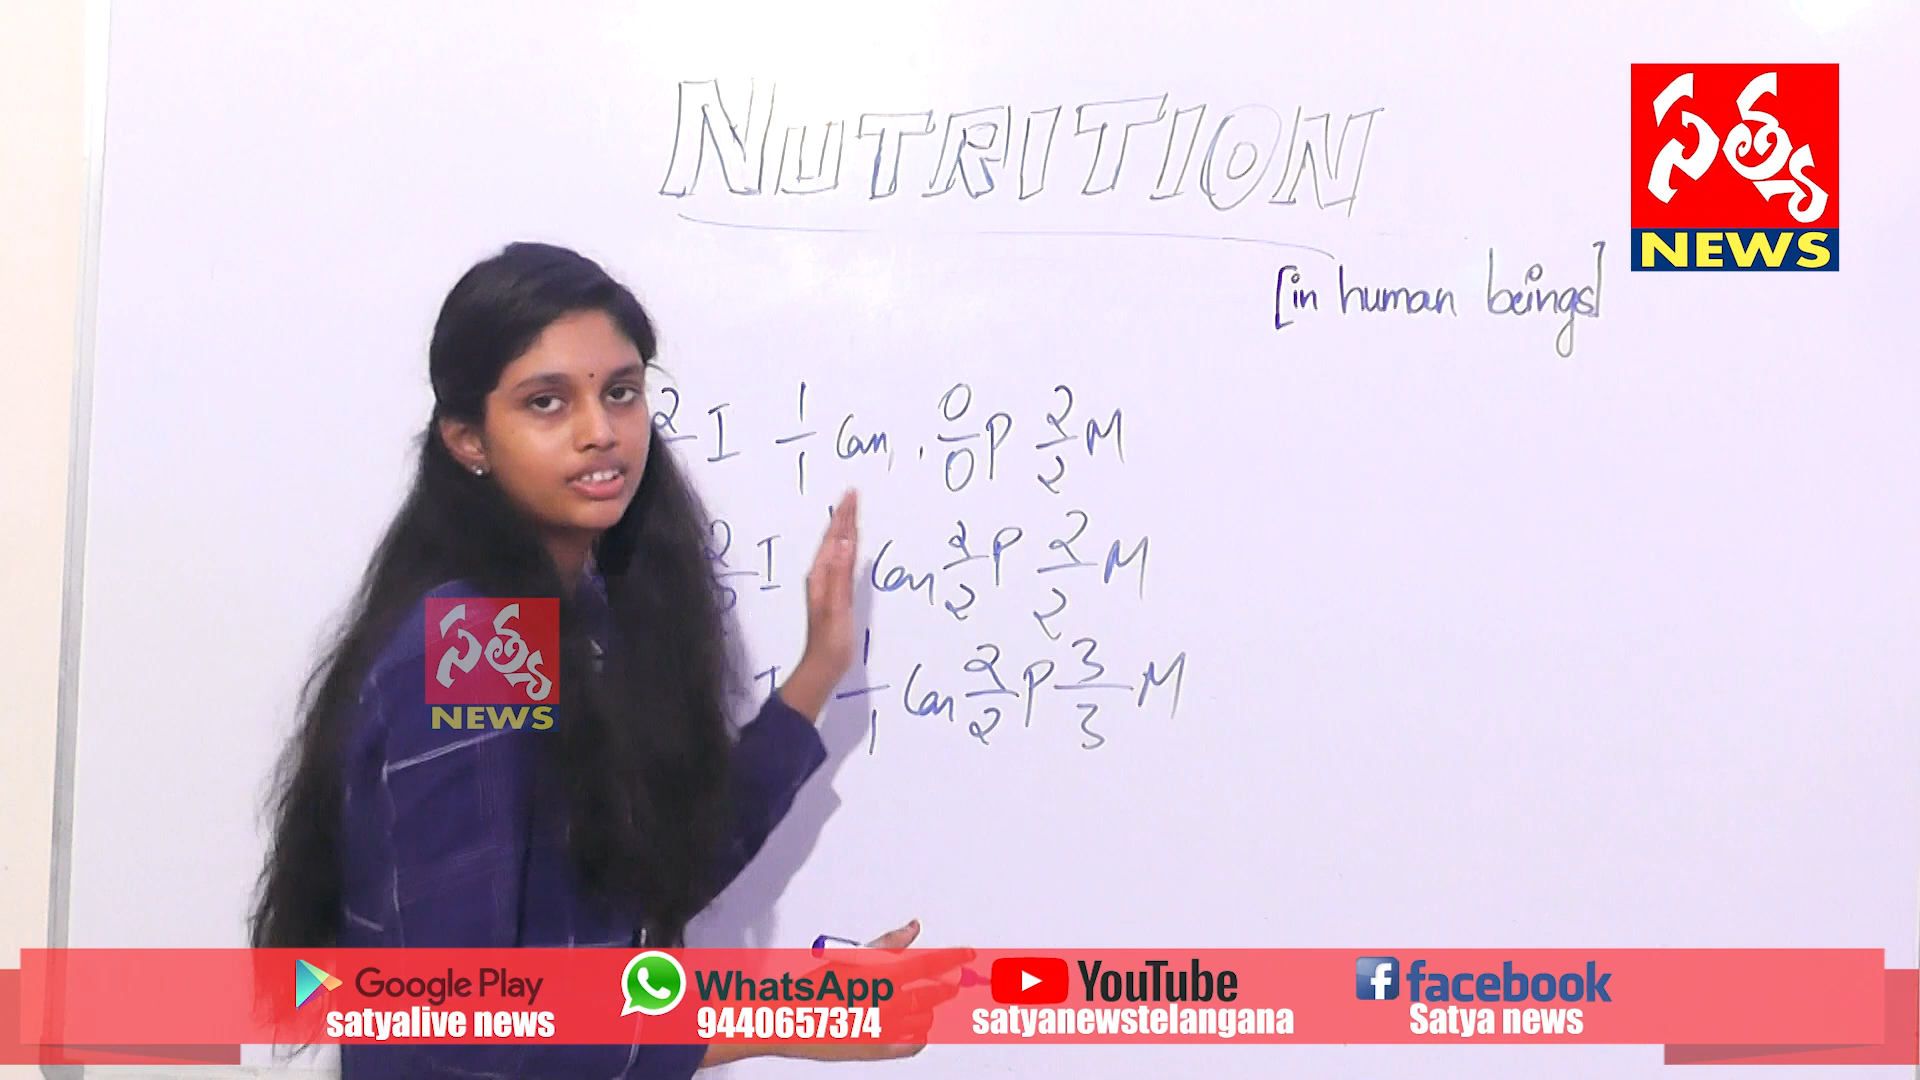 NUTRITION
[in human beings]
సత్య
NEWS
2 I 1/1 Can, . 0/0 P 2/2 M
2 I Can 2/2 P 2/2 M
I 1/1 Can 2/2 P 3/3 M
సత్య
NEWS
Google Play
satyalive news
WhatsApp
9440657374
YouTube
satyanewstelangana
facebook
Satya news